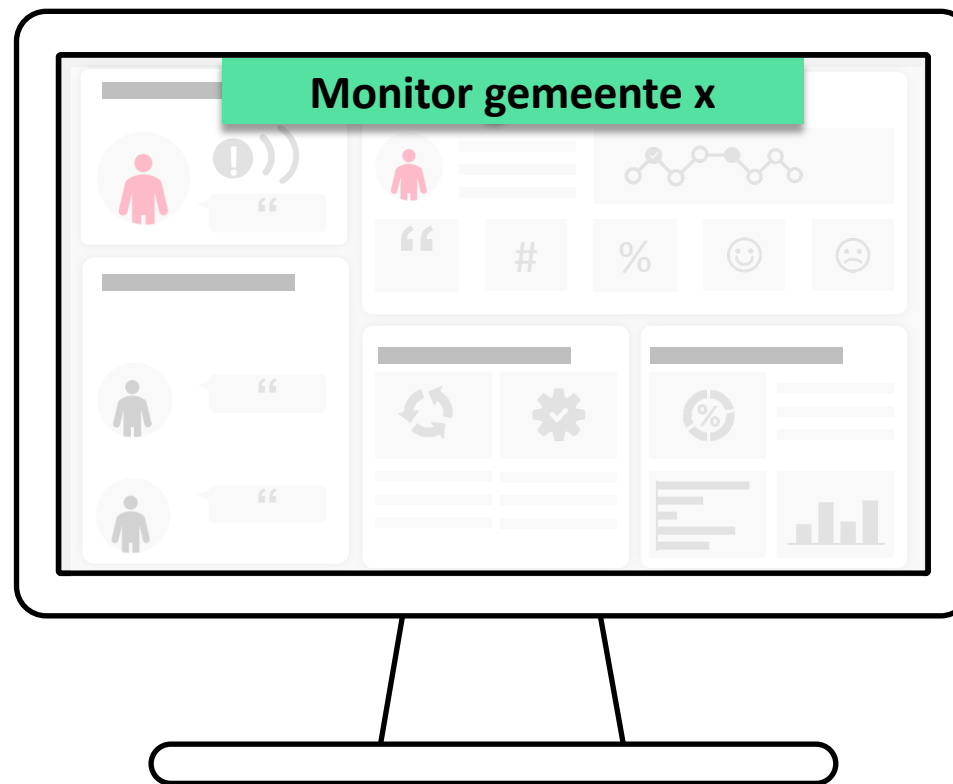 Monitor gemeente x
“
“ # %
“
%
“